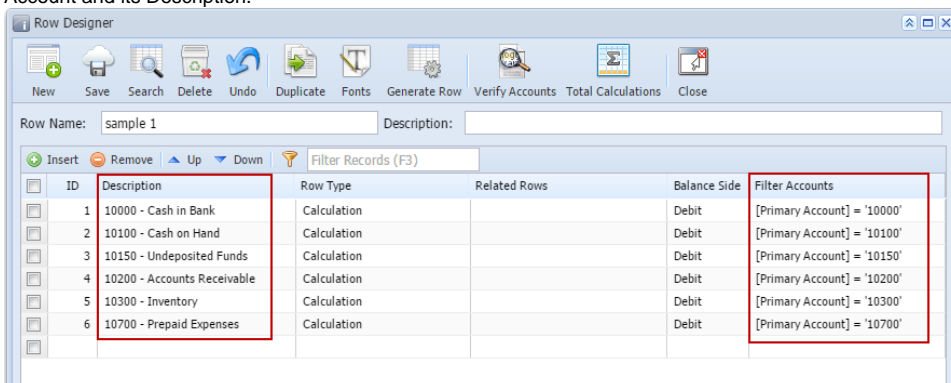 Account and its Description.
Row Designer
New Save Search Delete Undo Duplicate Fonts Generate Row Verify Accounts Total Calculations Close
Row Name: sample 1 Description:
Insert Remove Up Down Filter Records (F3)
ID Description Row Type Related Rows Balance Side Filter Accounts
1 10000 - Cash in Bank Calculation Debit [Primary Account] = '10000'
2 10100 - Cash on Hand Calculation Debit [Primary Account] = '10100'
3 10150 - Undeposited Funds Calculation Debit [Primary Account] = '10150'
4 10200 - Accounts Receivable Calculation Debit [Primary Account] = '10200'
5 10300 - Inventory Calculation Debit [Primary Account] = '10300'
6 10700 - Prepaid Expenses Calculation Debit [Primary Account] = '10700'